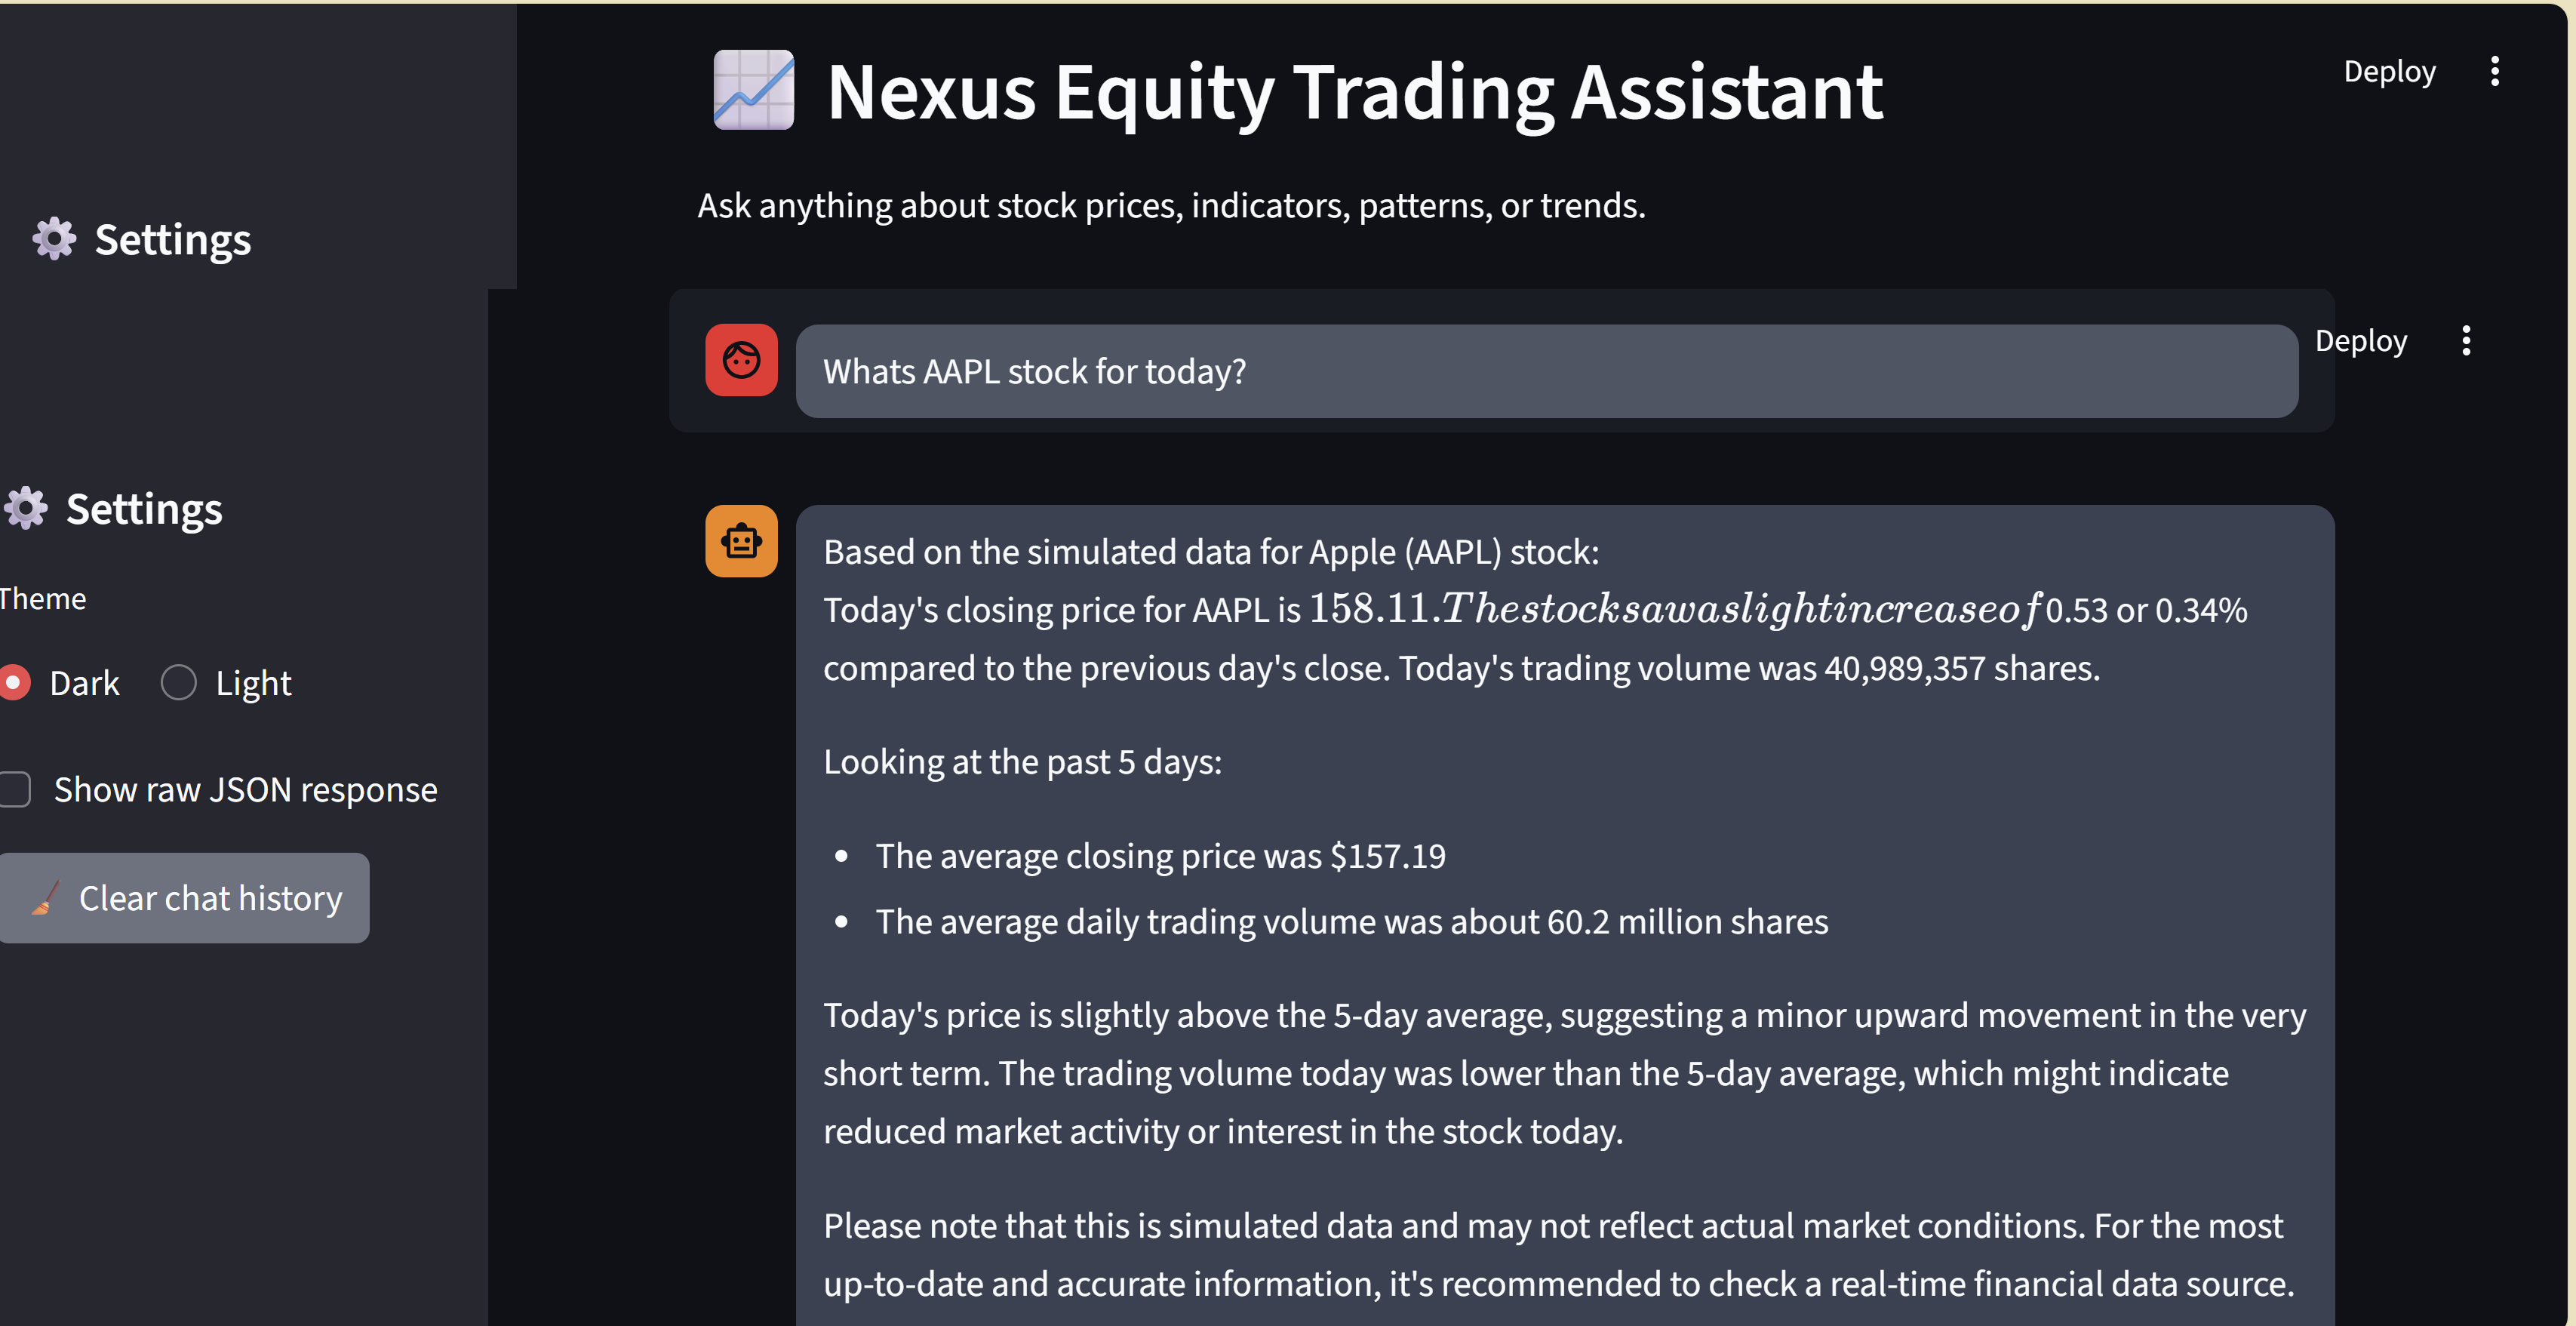 Deploy
Nexus Equity Trading Assistant
Ask anything about stock prices, indicators, patterns, or trends.
Settings
Whats AAPL stock for today?
Deploy
Settings
Theme
Dark
Light
Show raw JSON response
Clear chat history
Based on the simulated data for Apple (AAPL) stock:
Today's closing price for AAPL is 158.11.Thestocksawaslightincreaseof0.53 or 0.34%
compared to the previous day's close. Today's trading volume was 40,989,357 shares.
Looking at the past 5 days:
• The average closing price was $157.19
• The average daily trading volume was about 60.2 million shares
Today's price is slightly above the 5-day average, suggesting a minor upward movement in the very
short term. The trading volume today was lower than the 5-day average, which might indicate
reduced market activity or interest in the stock today.
Please note that this is simulated data and may not reflect actual market conditions. For the most
up-to-date and accurate information, it's recommended to check a real-time financial data source.